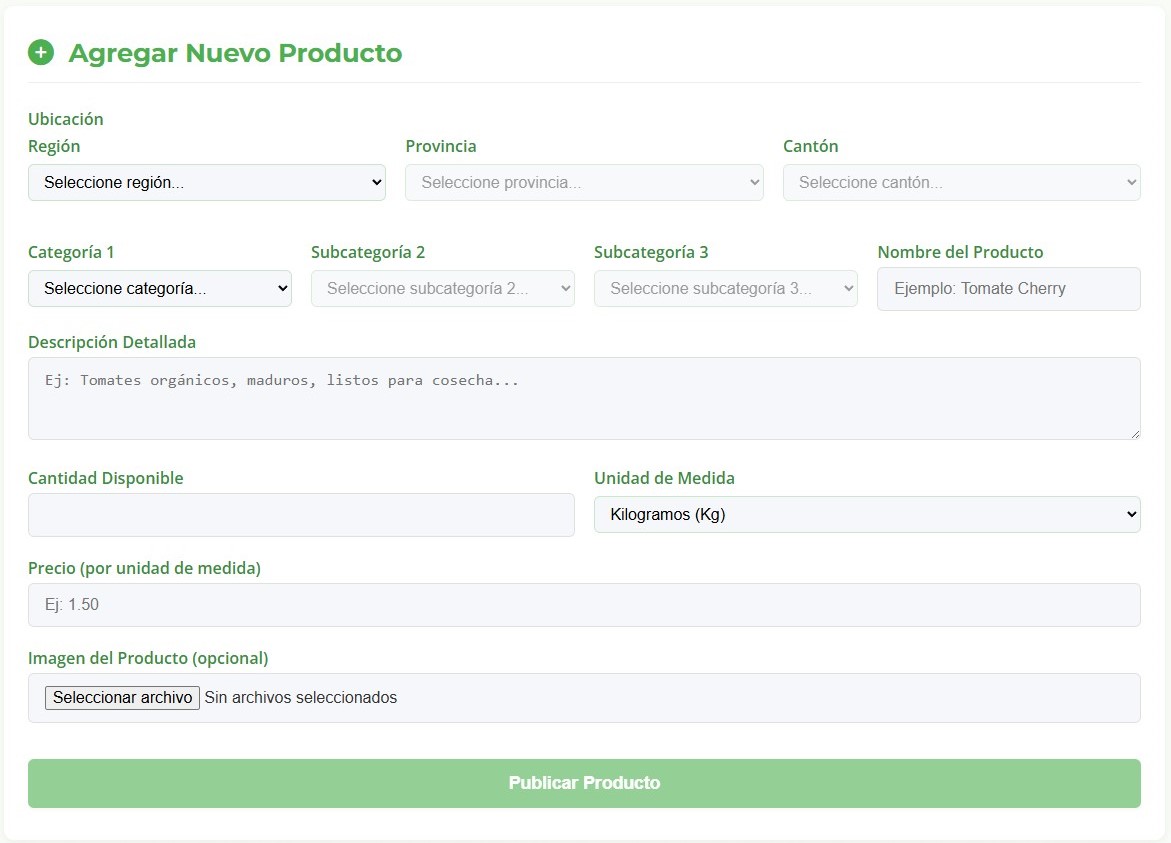 Agregar Nuevo Producto
Ubicación
Región Provincia Cantón
Seleccione región... Seleccione provincia... Seleccione cantón...
Categoría 1 Subcategoría 2 Subcategoría 3 Nombre del Producto
Seleccione categoría... Seleccione subcategoría 2... Seleccione subcategoría 3... Ejemplo: Tomate Cherry
Descripción Detallada
Ej: Tomates orgánicos, maduros, listos para cosecha...
Cantidad Disponible Unidad de Medida
Kilogramos (Kg)
Precio (por unidad de medida)
Ej: 1.50
Imagen del Producto (opcional)
Seleccionar archivo Sin archivos seleccionados
Publicar Producto